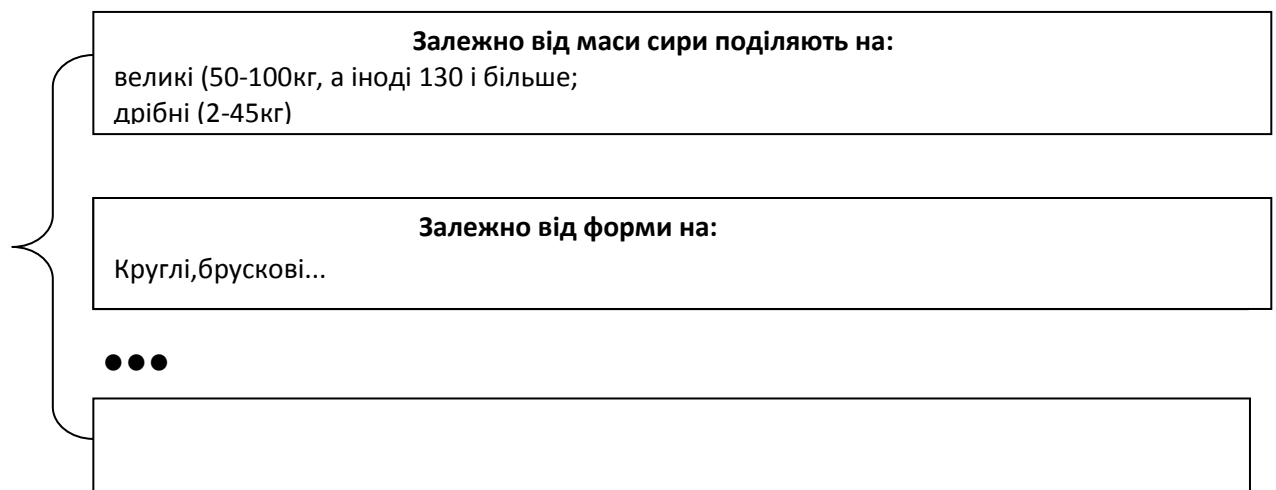 Залежно від маси сири поділяють на:
великі (50-100кг, а іноді 130 і більше;
дрібні (2-45кг)
Залежно від форми на:
Круглі,брускові...
●●●